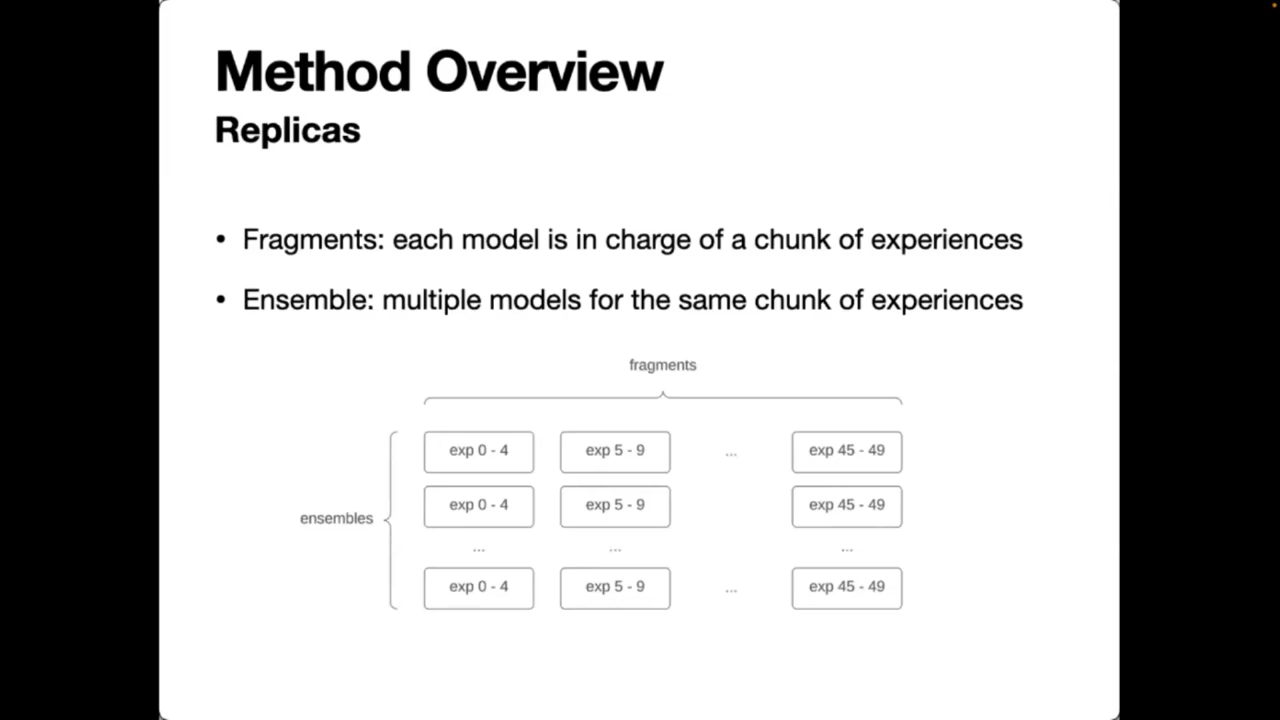 Method Overview
Replicas
• Fragments: each model is in charge of a chunk of experiences
• Ensemble: multiple models for the same chunk of experiences
fragments
exp 0 - 4 exp 5 - 9 ... exp 45 - 49
exp 0 - 4 exp 5 - 9 exp 45 - 49
ensembles
... ... ...
exp 0 - 4 exp 5 - 9 ... exp 45 - 49